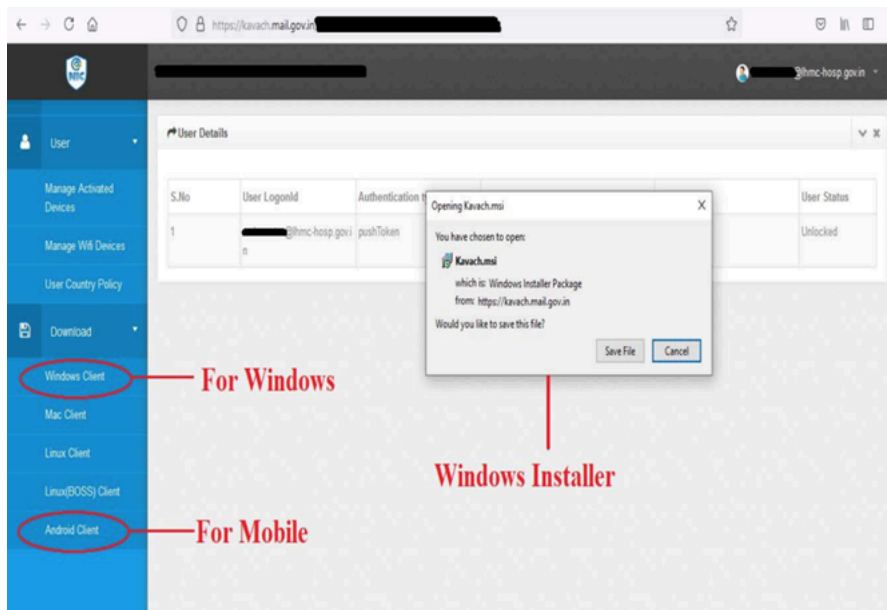 https://kavach.mail.gov.in
NIC
@lhmc-hosp.gov.in
User
User Details
Manage Activated
Devices
Manage Wifi Devices
User Country Policy
S.No
User LogonId
Authentication
User Status
1
@lhmc-hosp.gov.i
n
pushToken
Unlocked
Opening Kavach.msi
X
You have chosen to open:
Kavach.msi
which is: Windows Installer Package
from: https://kavach.mail.gov.in
Would you like to save this file?
Save File
Cancel
Download
Windows Client
For Windows
Mac Client
Linux Client
Windows Installer
Linux(BOSS) Client
Android Client
For Mobile